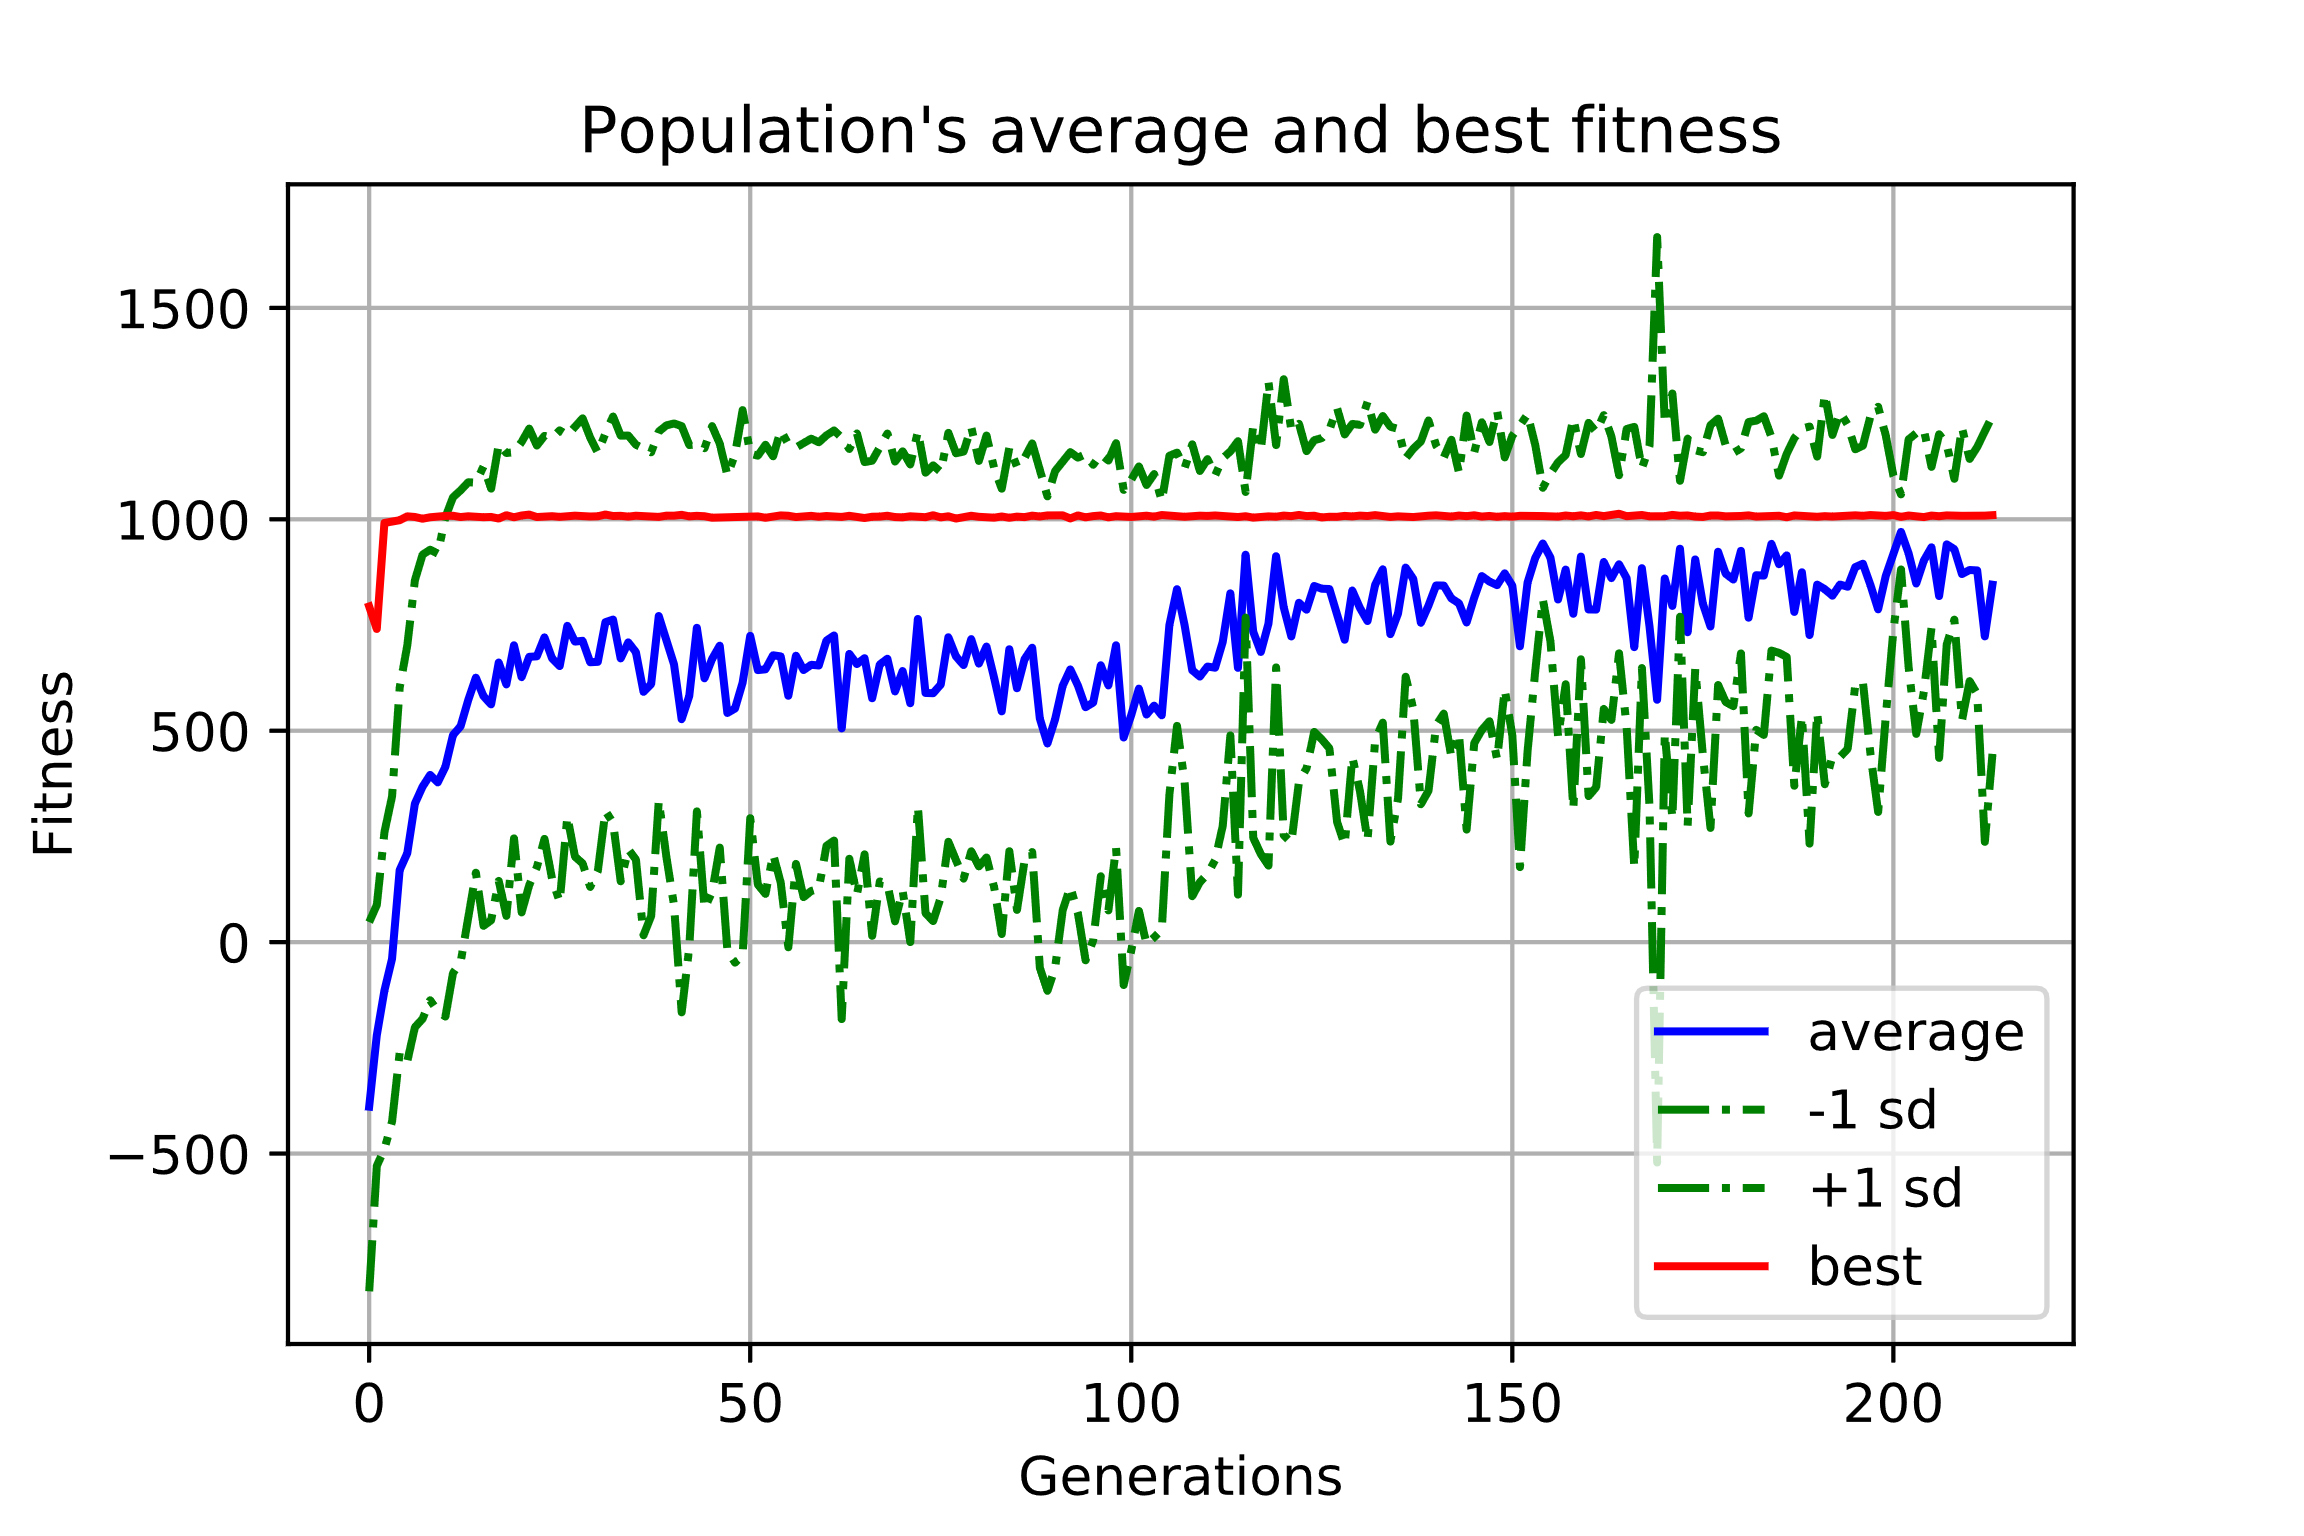 Population's average and best fitness
Fitness
1500
1000
500
0
−500
0 50 100 150 200
Generations
average
-1 sd
+1 sd
best